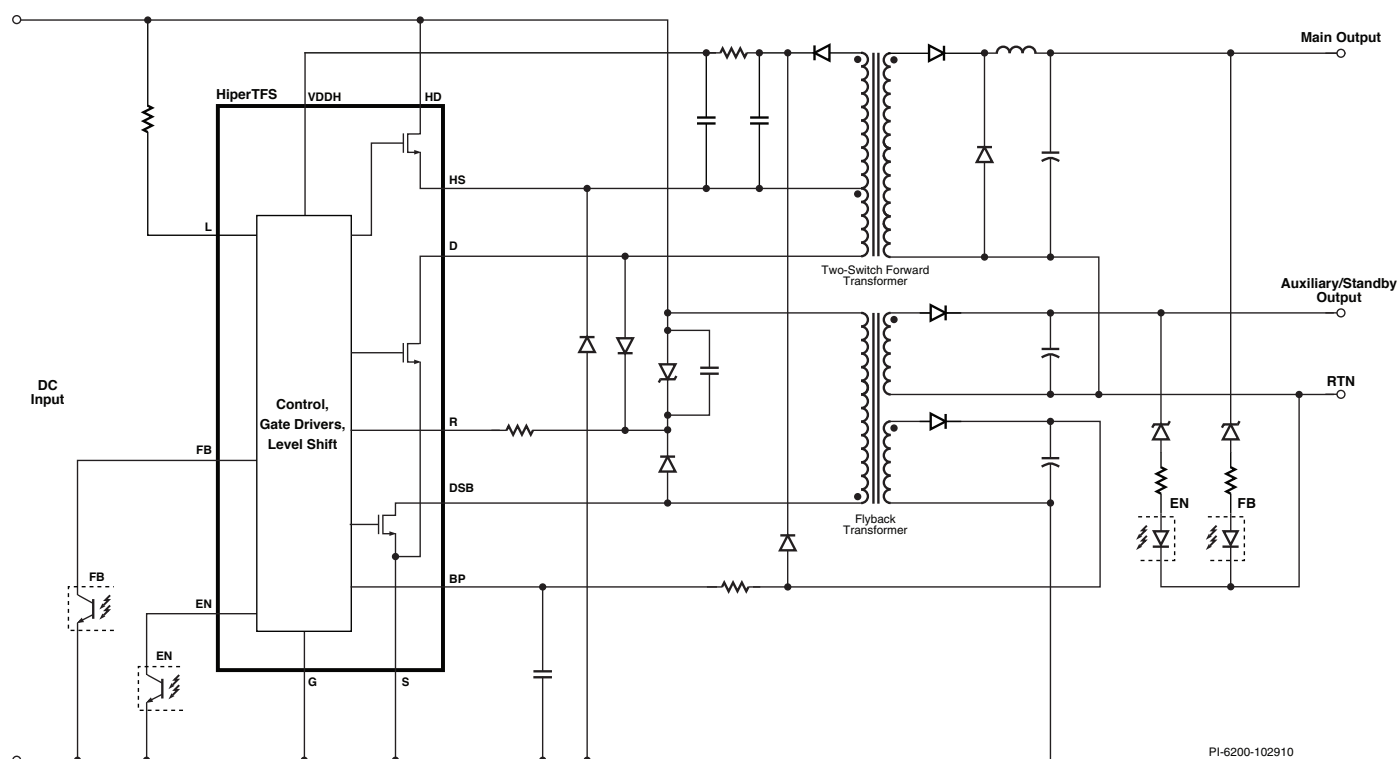 Main Output
HiperTFS
VDDH
HD
HS
L
D
Two-Switch Forward
Transformer
Auxiliary/Standby
Output
DC
Input
RTN
Control,
Gate Drivers,
Level Shift
R
FB
DSB
EN
FB
Flyback
Transformer
FB
BP
EN
EN
G
S
PI-6200-102910